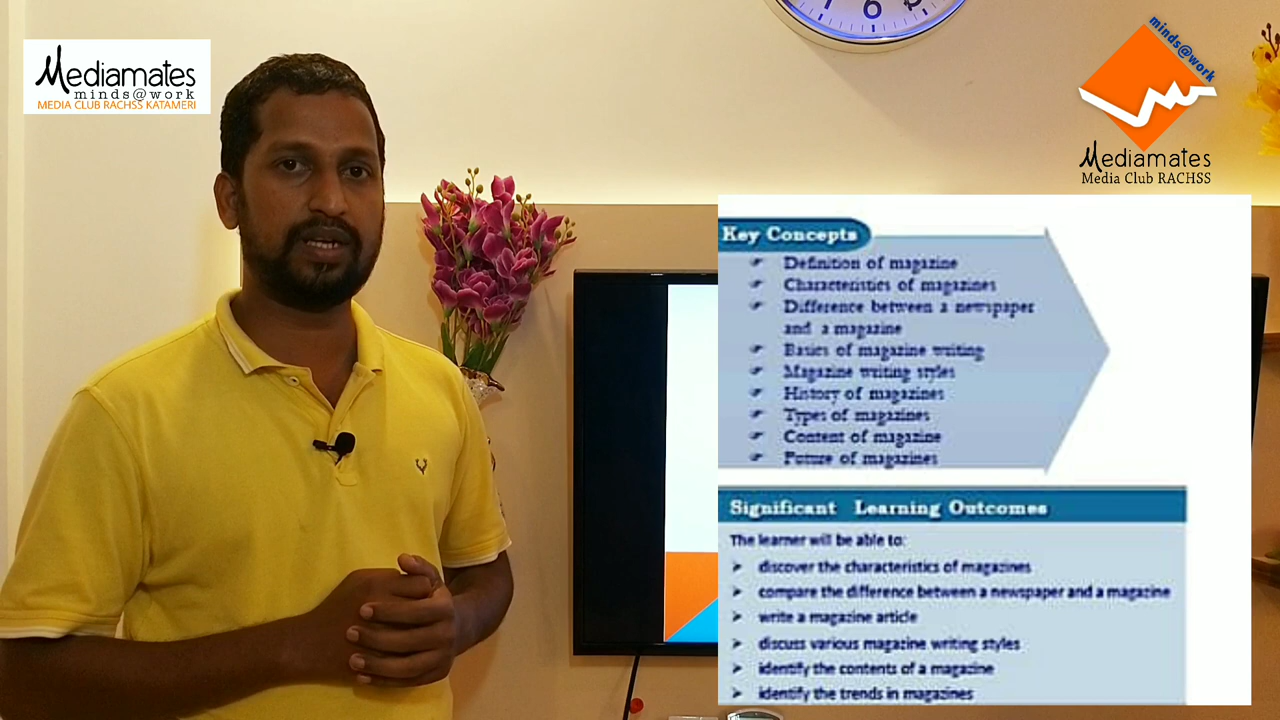 Mediamates
minds@work
MEDIA CLUB RACHSS KATAMERI
6
minds@work
Mediamates
Media Club RACHSS
Key Concepts
Definition of magazine
Characteristics of magazines
Difference between a newspaper
and a magazine
Basics of magazine writing
Magazine writing styles
History of magazines
Types of magazines
Content of magazine
Future of magazines
Significant Learning Outcomes
The learner will be able to:
discover the characteristics of magazines
compare the difference between a newspaper and a magazine
write a magazine article
discuss various magazine writing styles
identify the contents of a magazine
identify the trends in magazines